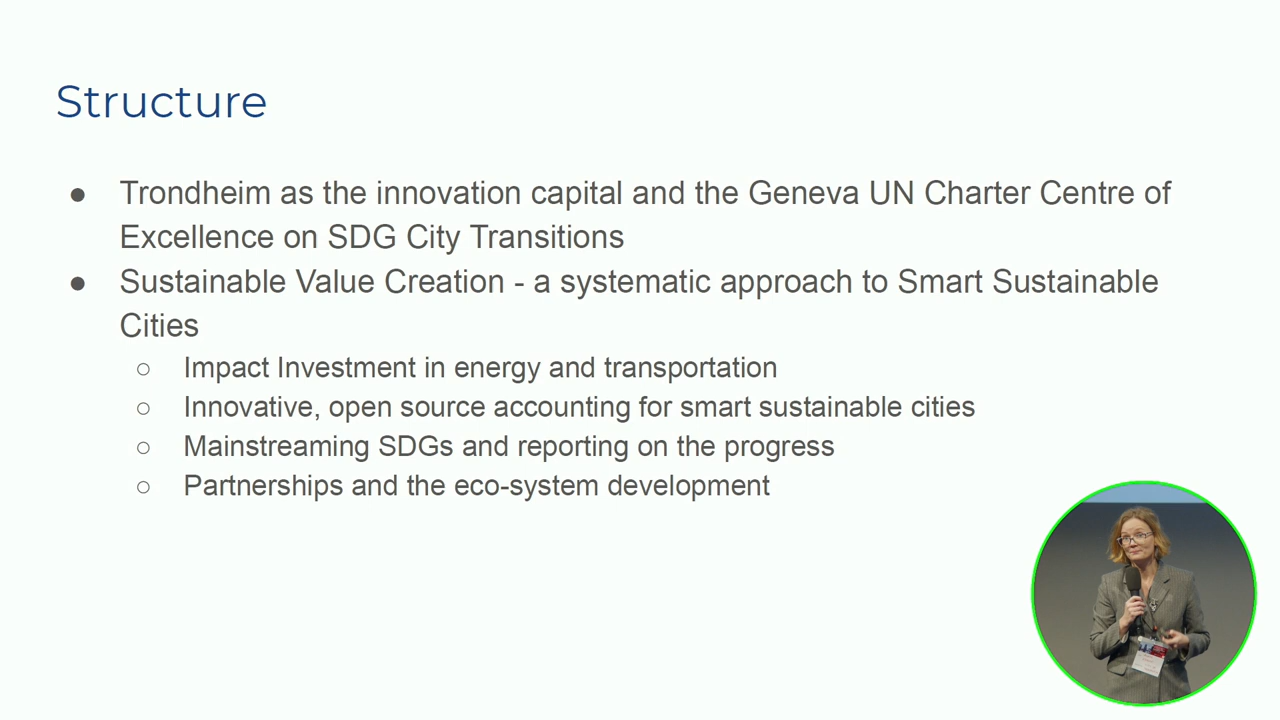 Structure
● Trondheim as the innovation capital and the Geneva UN Charter Centre of
Excellence on SDG City Transitions
● Sustainable Value Creation - a systematic approach to Smart Sustainable
Cities
○ Impact Investment in energy and transportation
○ Innovative, open source accounting for smart sustainable cities
○ Mainstreaming SDGs and reporting on the progress
○ Partnerships and the eco-system development